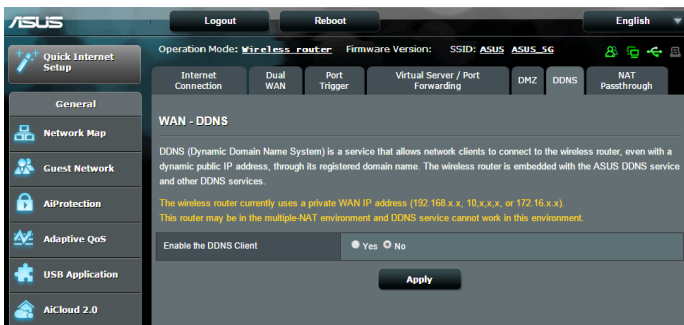 ASUS Logout Reboot English
Quick Internet Setup
Operation Mode: Wireless router Firmware Version: SSID: ASUS ASUS_5G
Internet Connection Dual WAN Port Trigger Virtual Server / Port Forwarding DMZ DDNS NAT Passthrough
General
Network Map
Guest Network
AiProtection
Adaptive QoS
USB Application
AiCloud 2.0
WAN - DDNS
DDNS (Dynamic Domain Name System) is a service that allows network clients to connect to the wireless router, even with a
dynamic public IP address, through its registered domain name. The wireless router is embedded with the ASUS DDNS service
and other DDNS services.
The wireless router currently uses a private WAN IP address (192.168.x.x, 10,x,x,x, or 172.16.x.x).
This router may be in the multiple-NAT environment and DDNS service cannot work in this environment.
Enable the DDNS Client Yes No
Apply